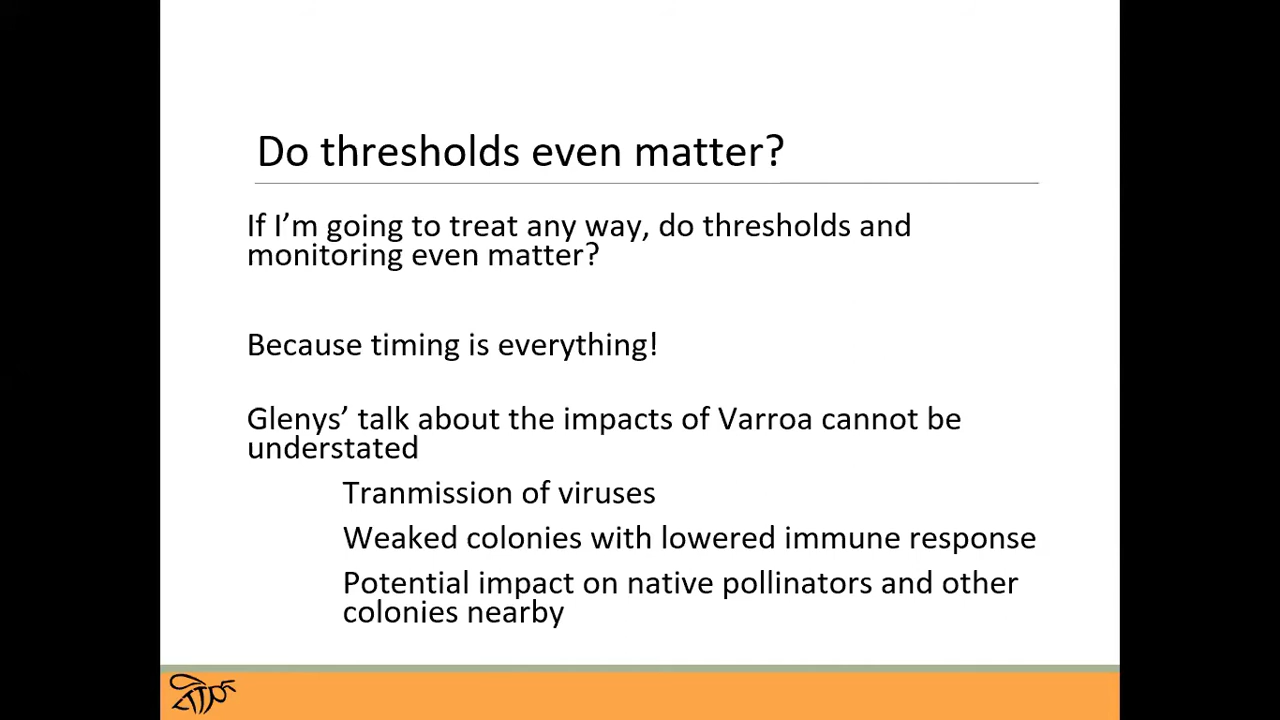 Do thresholds even matter?
If I'm going to treat any way, do thresholds and
monitoring even matter?
Because timing is everything!
Glenys' talk about the impacts of Varroa cannot be
understated
Tranmission of viruses
Weaked colonies with lowered immune response
Potential impact on native pollinators and other
colonies nearby